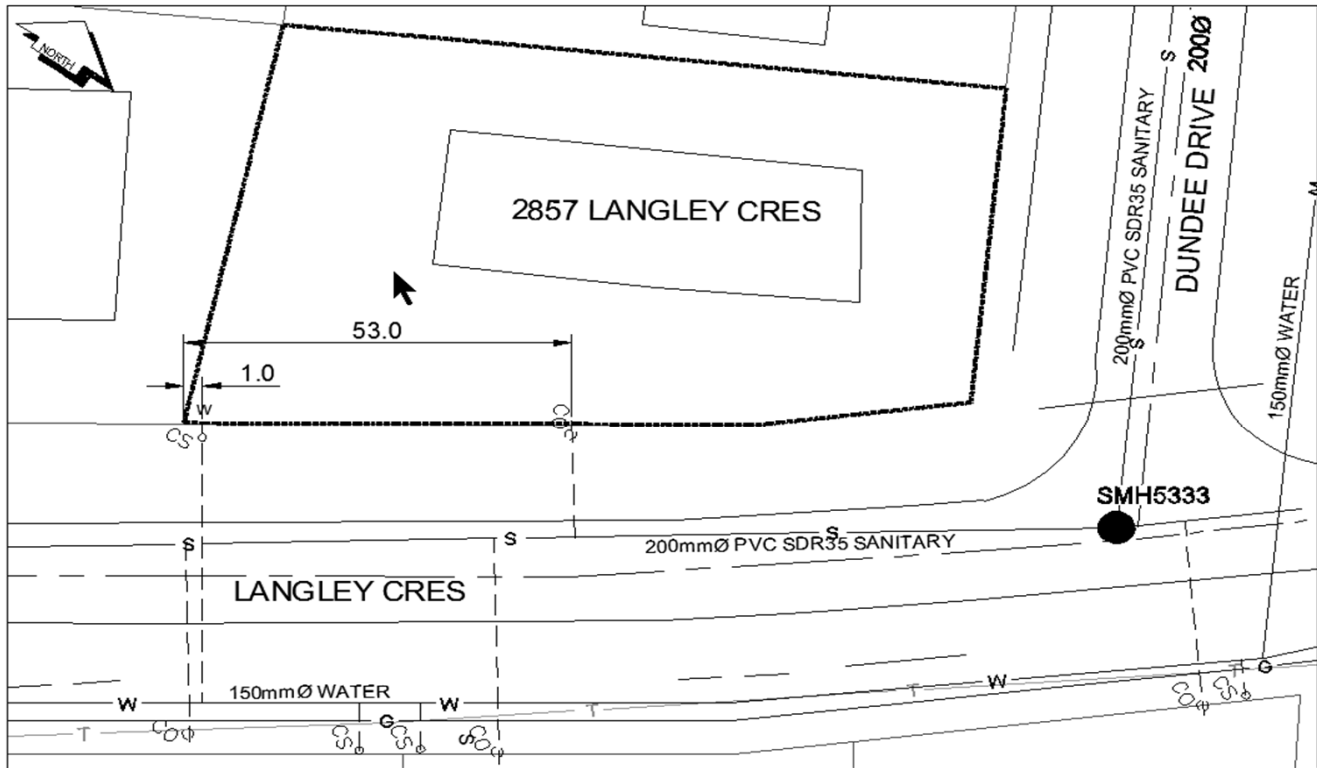 NORTH
2857 LANGLEY CRES
53.0
1.0
W
CS
CO
200mmØ PVC SDR35 SANITARY
S
S
DUNDEE DRIVE 200Ø
150mmØ WATER
SMH5333
S
S
S
200mmØ PVC SDR35 SANITARY
LANGLEY CRES
150mmØ WATER
W
W
W
T
T
T
T
G
G
CO
CS
CS
S
CO
CO
CS